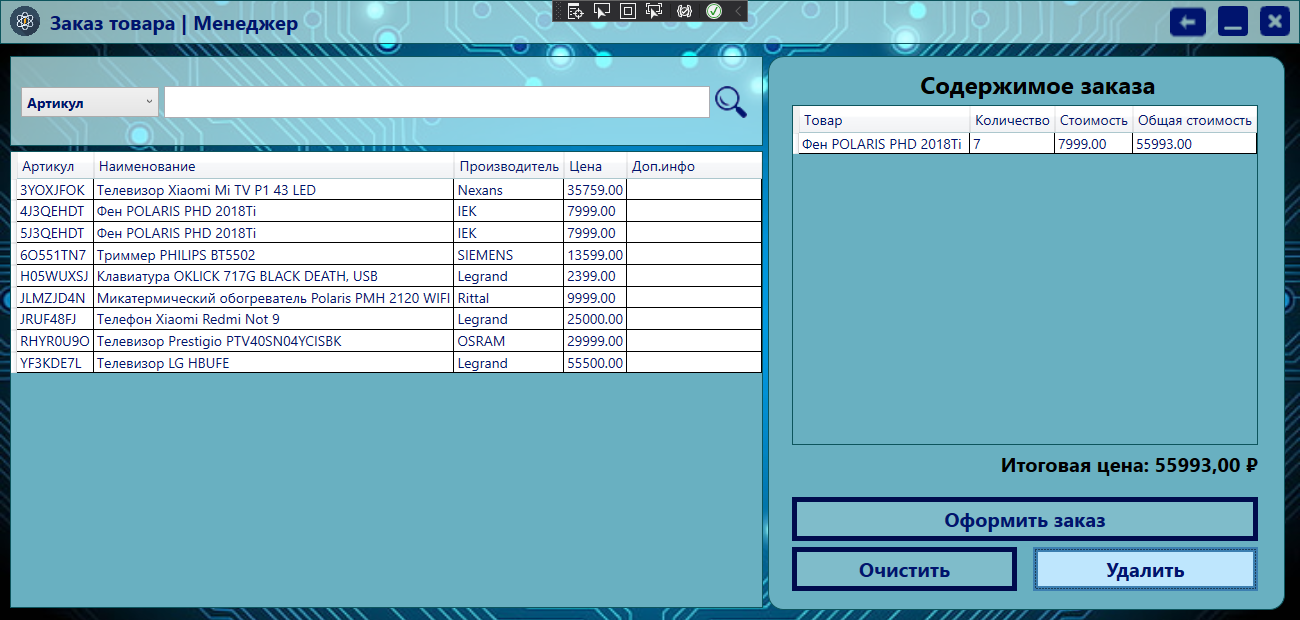 Заказ товара | Менеджер
Артикул
Артикул Наименование Производитель Цена Доп.инфо
3YOXJFOK Телевизор Xiaomi Mi TV P1 43 LED Nexans 35759.00
4J3QEHDT Фен POLARIS PHD 2018Ti IEK 7999.00
5J3QEHDT Фен POLARIS PHD 2018Ti IEK 7999.00
6O551TN7 Триммер PHILIPS BT5502 SIEMENS 13599.00
H05WUXSJ Клавиатура OKLICK 717G BLACK DEATH, USB Legrand 2399.00
JLMZJD4N Микатермический обогреватель Polaris PMH 2120 WIFI Rittal 9999.00
JRUF48FJ Телефон Xiaomi Redmi Not 9 Legrand 25000.00
RHYR0U9O Телевизор Prestigio PTV40SN04YCISBK OSRAM 29999.00
YF3KDE7L Телевизор LG HBUFE Legrand 55500.00
Содержимое заказа
Товар Количество Стоимость Общая стоимость
Фен POLARIS PHD 2018Ti 7 7999.00 55993.00
Итоговая цена: 55993,00 ₽
Оформить заказ
Очистить Удалить